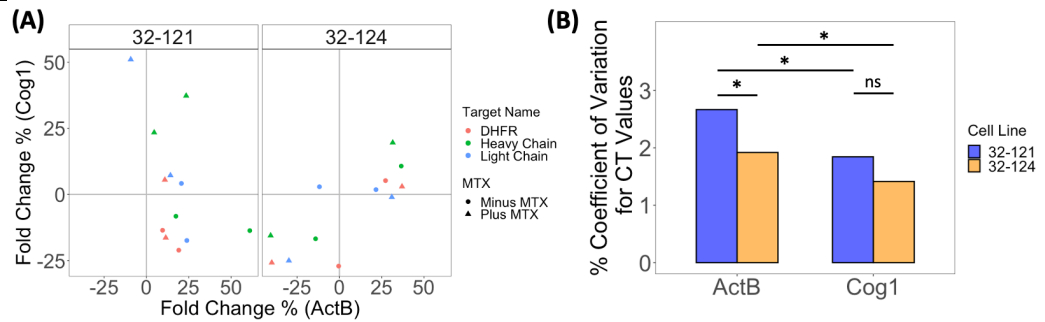 (A)
32-121 32-124
Fold Change % (Cog1)
50
25
0
-25
-25 0 25 50 -25 0 25 50
Fold Change % (ActB)
Target Name
DHFR
Heavy Chain
Light Chain
MTX
Minus MTX
Plus MTX
(B)
% Coefficient of Variation
for CT Values
3
2
1
0
*
*
*
ns
ActB Cog1
Cell Line
32-121
32-124